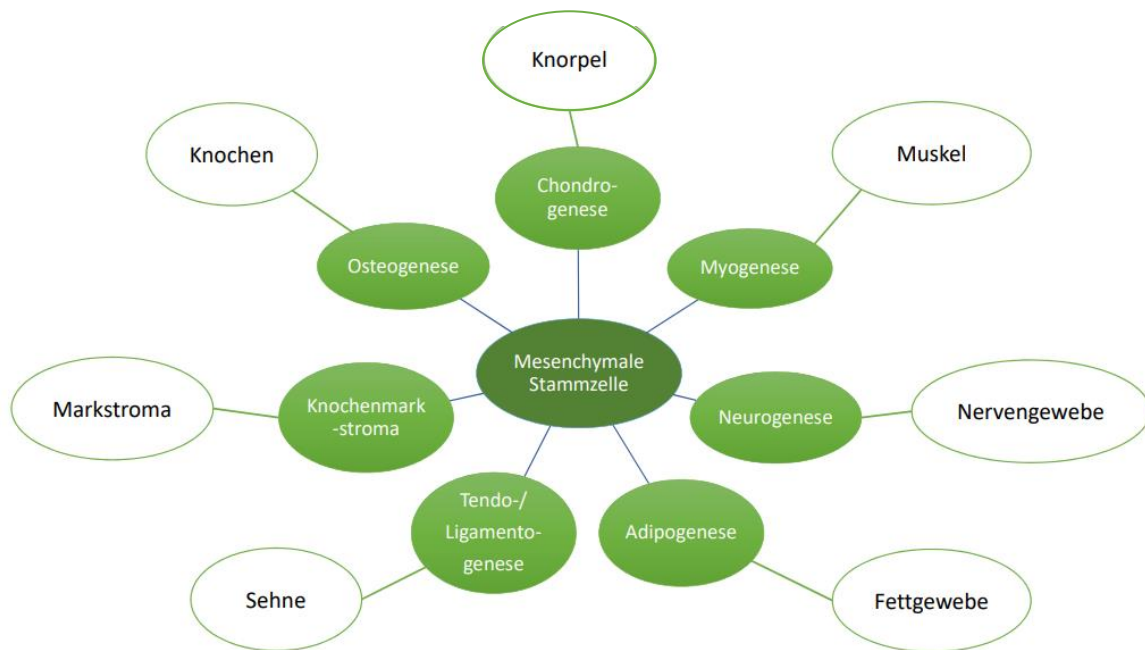 Knorpel
Knochen
Muskel
Chondro-
genese
Osteogenese
Myogenese
Mesenchymale
Stammzelle
Markstroma
Knochenmark
-stroma
Neurogenese
Nervengewebe
Tendo-/
Ligamento-
genese
Adipogenese
Sehne
Fettgewebe